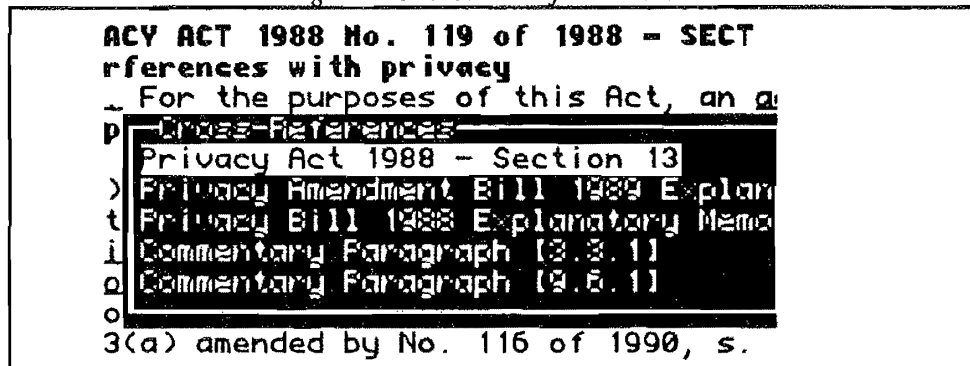 ACY ACT 1988 No. 119 of 1988 - SECT
rferences with privacy
For the purposes of this Act, an
p
Cross-References
Privacy Act 1988 - Section 13
) Privacy Amendment Bill 1989 Explan
t Privacy Bill 1988 Explanatory Memo
i Commentary Paragraph [3.3.1]
o Commentary Paragraph [9.6.1]
o
3(a) amended by No. 116 of 1990, s.